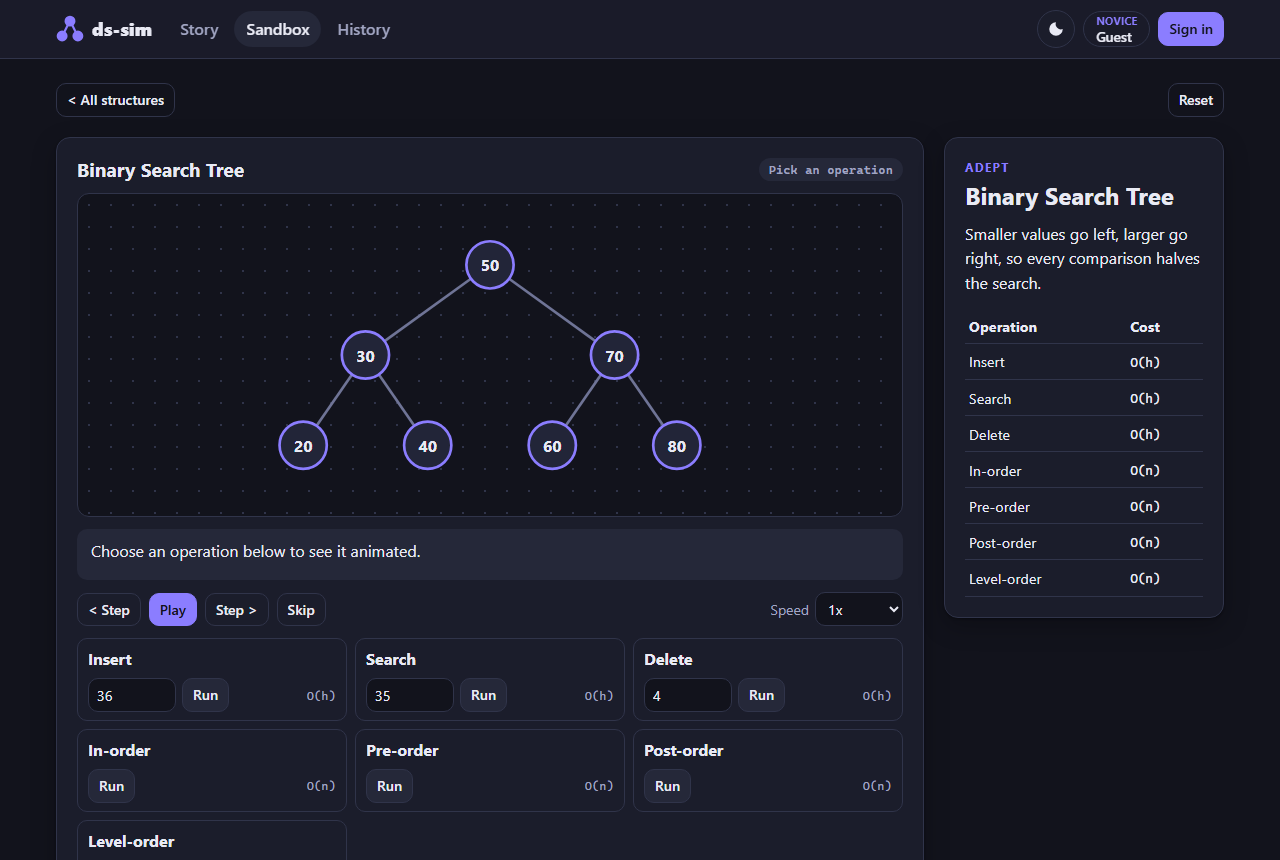 ds-sim Story Sandbox History NOVICE Guest Sign in
< All structures Reset
Binary Search Tree Pick an operation
50
30 70
20 40 60 80
Choose an operation below to see it animated.
< Step Play Step > Skip Speed 1x
Insert Search Delete
36 Run O(h) 35 Run O(h) 4 Run O(h)
In-order Pre-order Post-order
Run O(n) Run O(n) Run O(n)
Level-order
ADEPT
Binary Search Tree
Smaller values go left, larger go
right, so every comparison halves
the search.
Operation Cost
Insert O(h)
Search O(h)
Delete O(h)
In-order O(n)
Pre-order O(n)
Post-order O(n)
Level-order O(n)